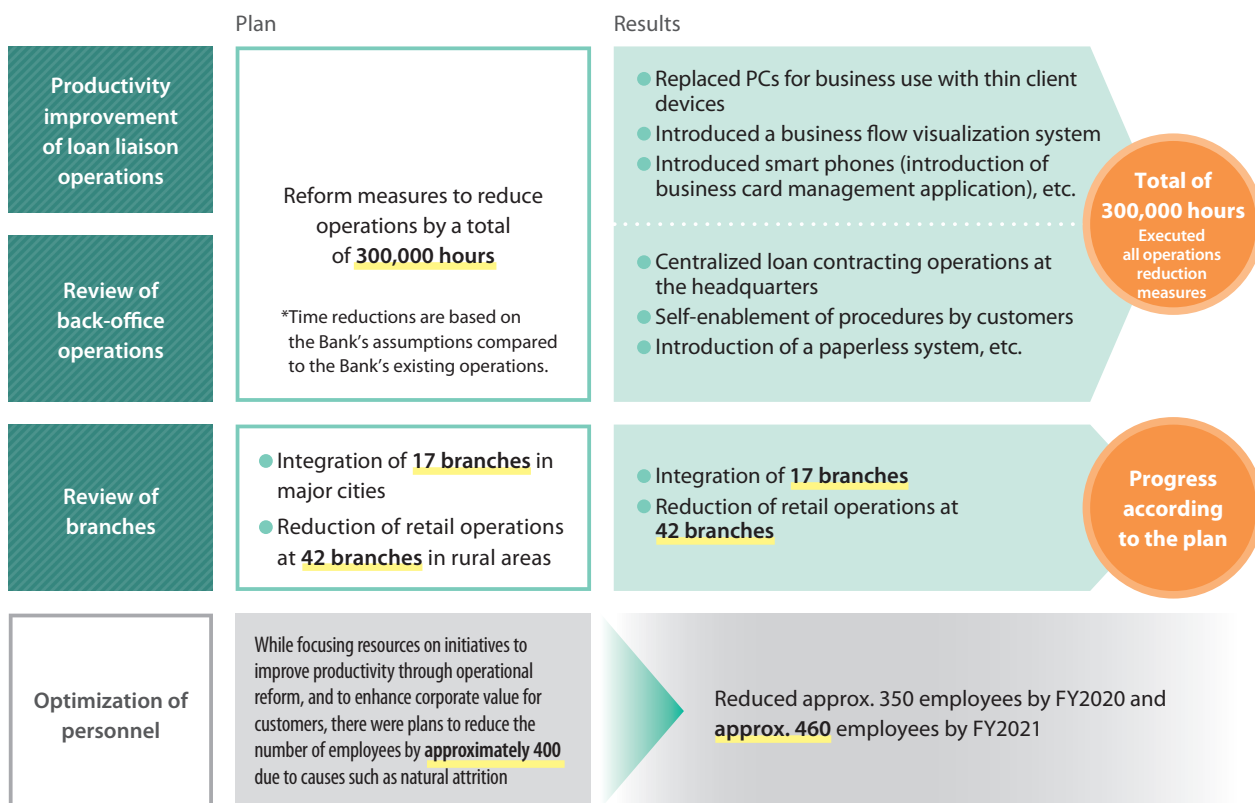 Plan
Results
Productivity
improvement
of loan liaison
operations
Reform measures to reduce
operations by a total
of 300,000 hours
*Time reductions are based on
the Bank’s assumptions compared
to the Bank’s existing operations.
● Replaced PCs for business use with thin client
devices
● Introduced a business flow visualization system
● Introduced smart phones (introduction of
business card management application), etc.
Total of
300,000 hours
Executed
all operations
reduction
measures
Review of
back-office
operations
● Centralized loan contracting operations at
the headquarters
● Self-enablement of procedures by customers
● Introduction of a paperless system, etc.
Review of
branches
● Integration of 17 branches in
major cities
● Reduction of retail operations
at 42 branches in rural areas
● Integration of 17 branches
● Reduction of retail operations at
42 branches
Progress
according
to the plan
Optimization of
personnel
While focusing resources on initiatives to
improve productivity through operational
reform, and to enhance corporate value for
customers, there were plans to reduce the
number of employees by approximately 400
due to causes such as natural attrition
Reduced approx. 350 employees by FY2020 and
approx. 460 employees by FY2021